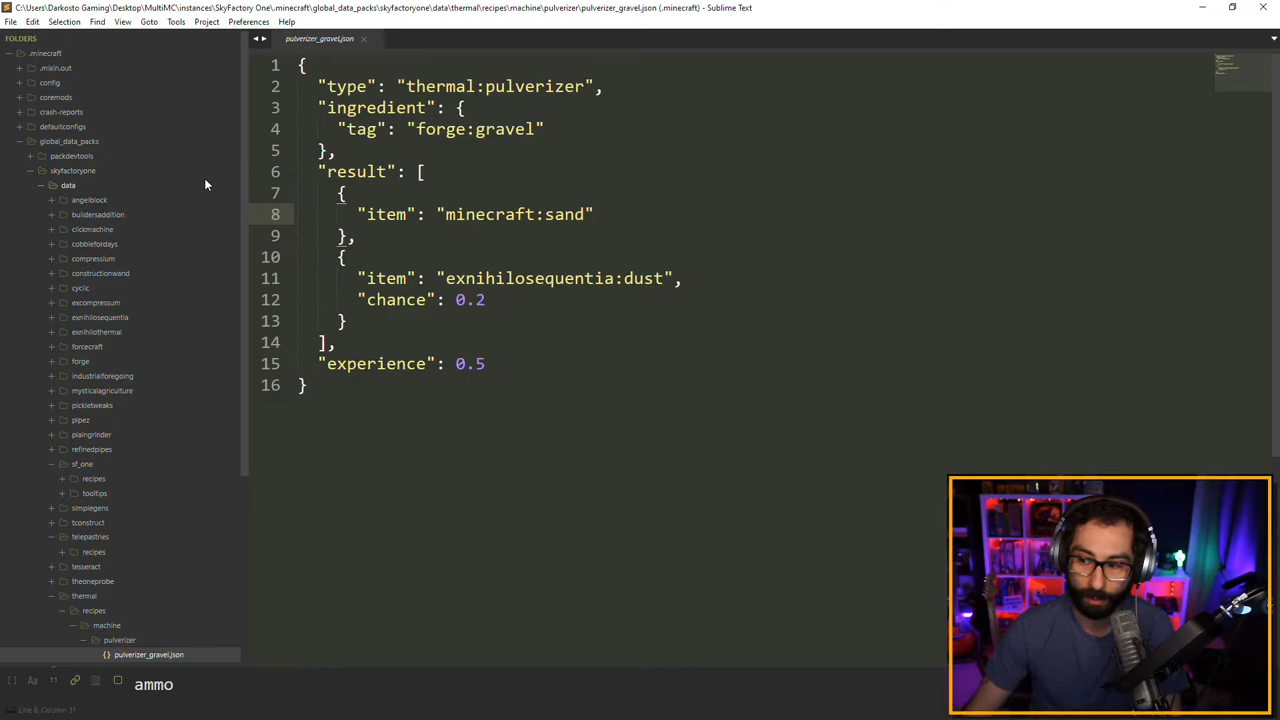 C:\Users\Darkosto Gaming\Desktop\MultiMC\instances\SkyFactory One\.minecraft\global_data_packs\skyfactoryone\data\thermal\recipes\machine\pulverizer\pulverizer_gravel.json (.minecraft) - Sublime Text
File Edit Selection Find View Goto Tools Project Preferences Help
FOLDERS
.minecraft
.mixin.out
config
coremods
crash-reports
defaultconfigs
global_data_packs
packdevtools
skyfactoryone
data
angelblock
buildersaddition
clickmachine
cobblefordays
compressium
constructionwand
cyclic
excompressum
exnihilosequentia
exnihilothermal
forcecraft
forge
industrialforegoing
mysticalagriculture
pickletweaks
pipez
plaingrinder
refinedpipes
sf_one
recipes
tooltips
simplegens
tconstruct
telepastries
recipes
tesseract
theoneprobe
thermal
recipes
machine
pulverizer
pulverizer_gravel.json
pulverizer_gravel.json
1 {
2 "type": "thermal:pulverizer",
3 "ingredient": {
4 "tag": "forge:gravel"
5 },
6 "result": [
7 {
8 "item": "minecraft:sand"
9 },
10 {
11 "item": "exnihilosequentia:dust",
12 "chance": 0.2
13 }
14 ],
15 "experience": 0.5
16 }
Aa
ammo
Line & Column 31